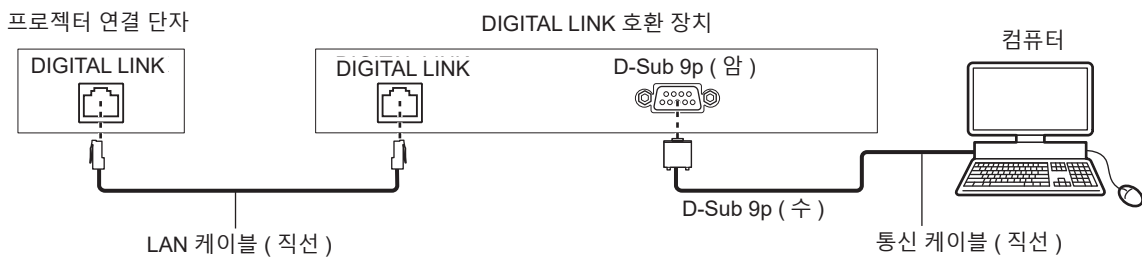 프로젝터 연결 단자
DIGITAL LINK 호환 장치
컴퓨터
DIGITAL LINK
DIGITAL LINK
D-Sub 9p ( 암 )
D-Sub 9p ( 수 )
LAN 케이블 ( 직선 )
통신 케이블 ( 직선 )